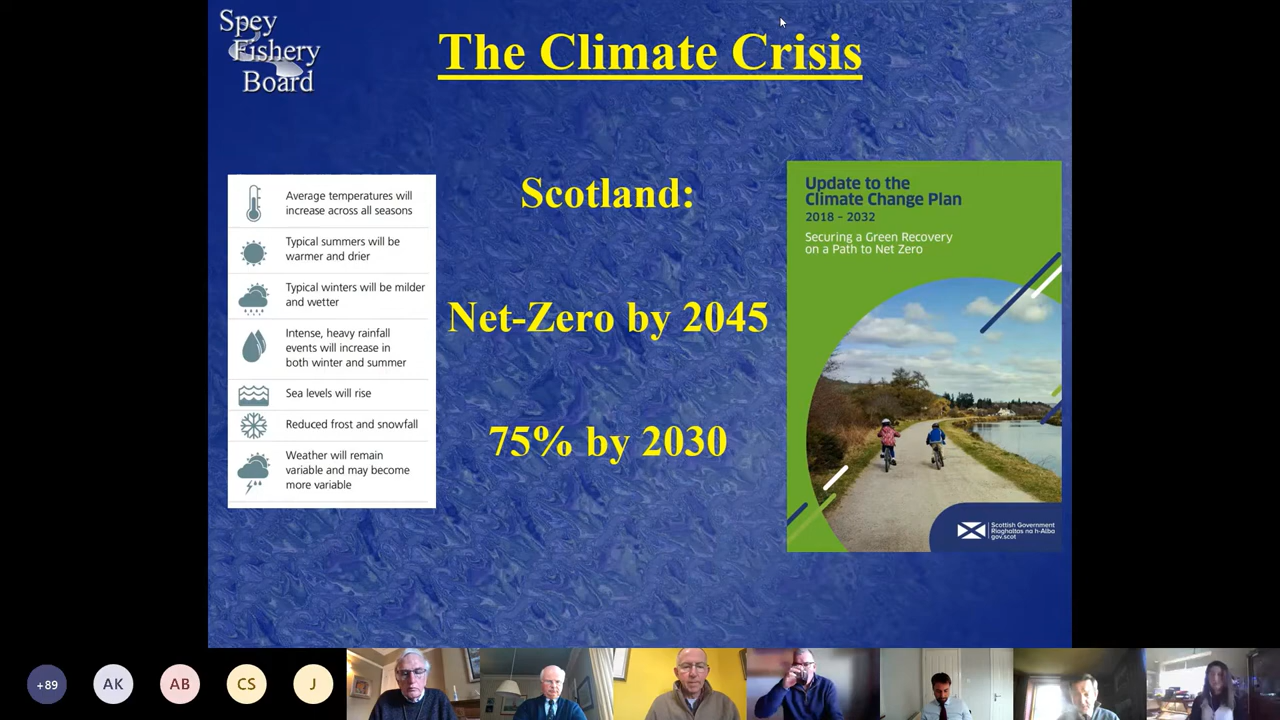 Spey
Fishery
Board
The Climate Crisis
Average temperatures will
increase across all seasons
Typical summers will be
warmer and drier
Typical winters will be milder
and wetter
Intense, heavy rainfall
events will increase in
both winter and summer
Sea levels will rise
Reduced frost and snowfall
Weather will remain
variable and may become
more variable
Scotland:
Net-Zero by 2045
75% by 2030
Update to the
Climate Change Plan
2018 – 2032
Securing a Green Recovery
on a Path to Net Zero
Scottish Government
Riaghaltas na h-Alba
gov.scot
+89
AK
AB
CS
J